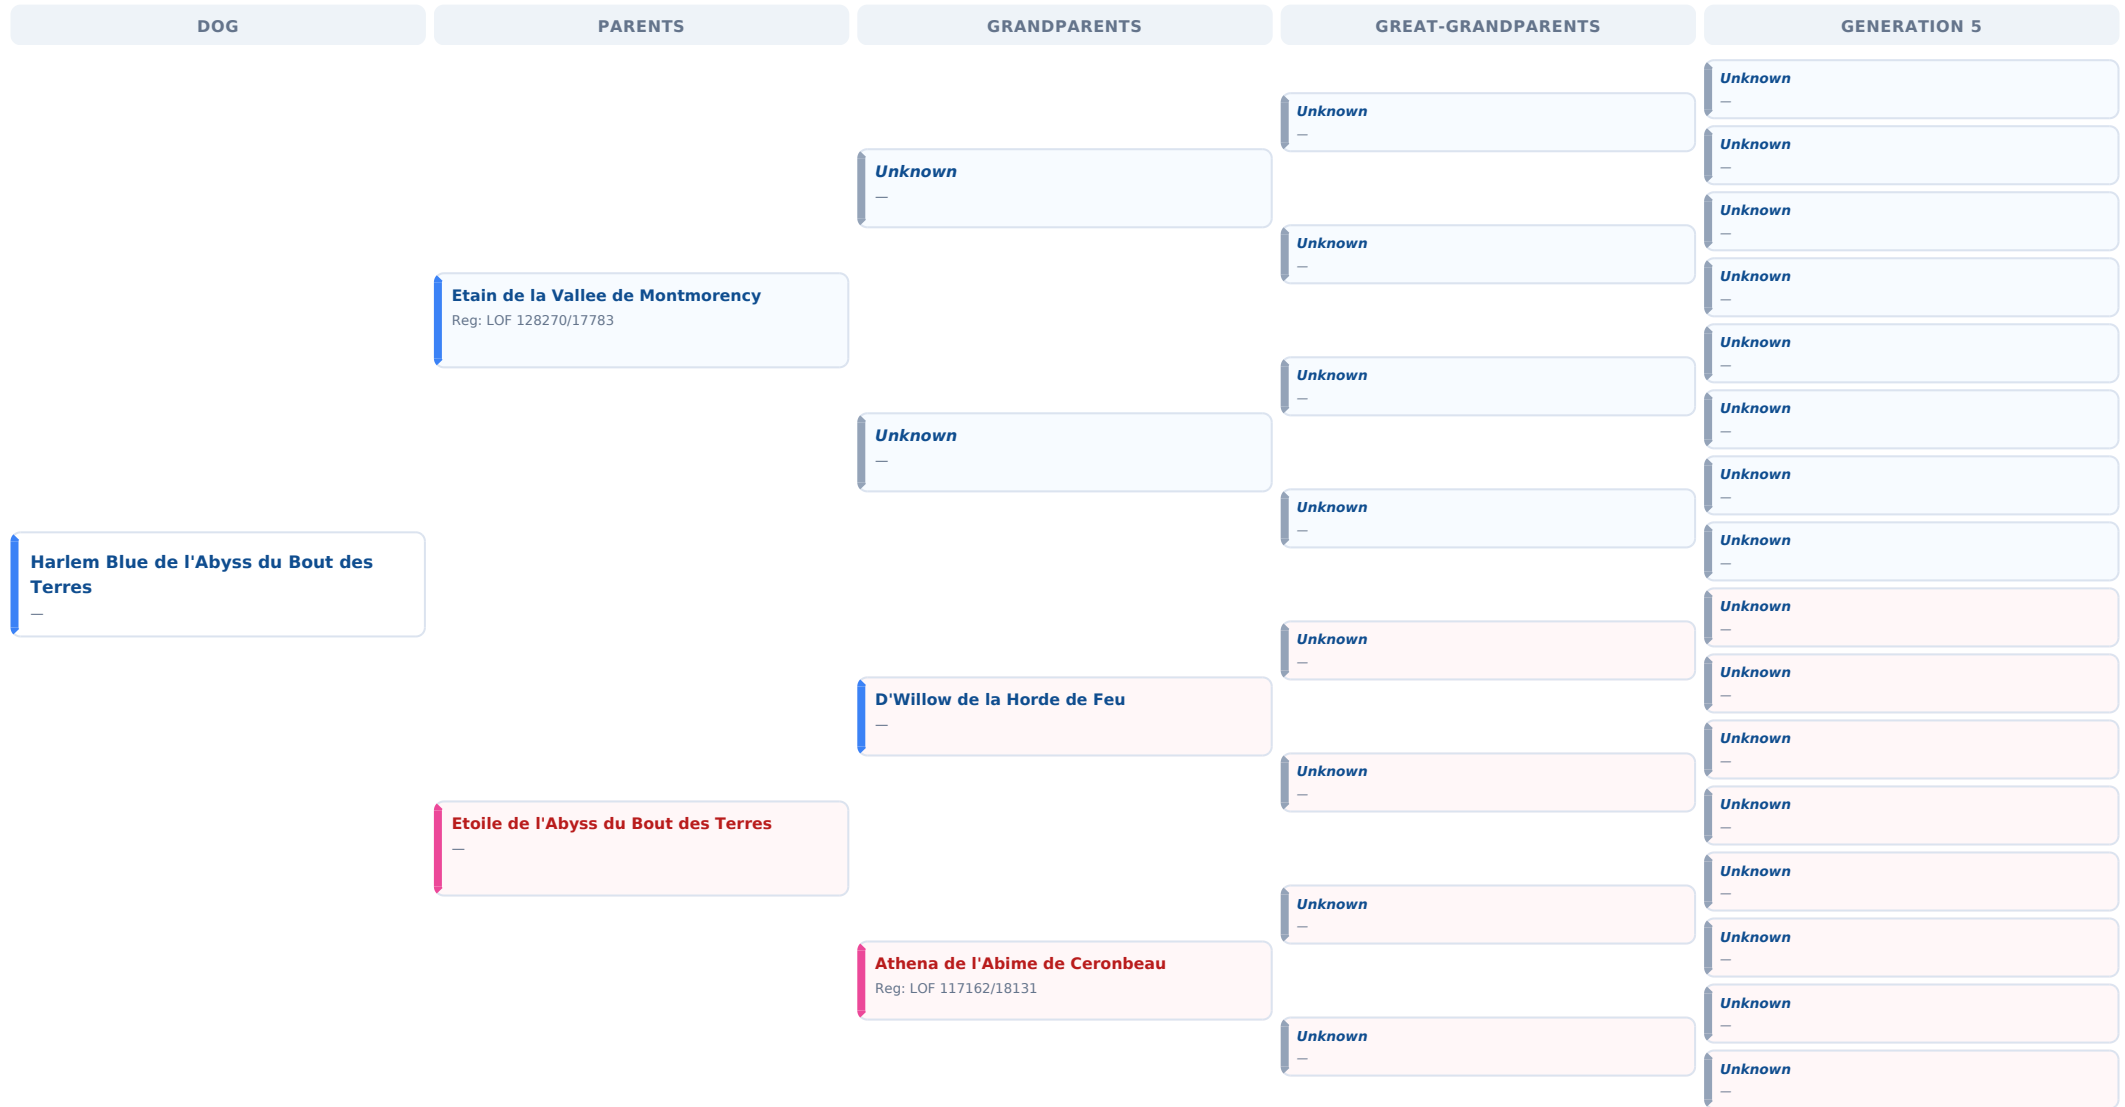 DOG
PARENTS
GRANDPARENTS
GREAT-GRANDPARENTS
GENERATION 5
Harlem Blue de l'Abyss du Bout des
Terres
—
Etain de la Vallee de Montmorency
Reg: LOF 128270/17783
Etoile de l'Abyss du Bout des Terres
—
Unknown
—
Unknown
—
D'Willow de la Horde de Feu
—
Athena de l'Abime de Ceronbeau
Reg: LOF 117162/18131
Unknown
—
Unknown
—
Unknown
—
Unknown
—
Unknown
—
Unknown
—
Unknown
—
Unknown
—
Unknown
—
Unknown
—
Unknown
—
Unknown
—
Unknown
—
Unknown
—
Unknown
—
Unknown
—
Unknown
—
Unknown
—
Unknown
—
Unknown
—
Unknown
—
Unknown
—
Unknown
—
Unknown
—